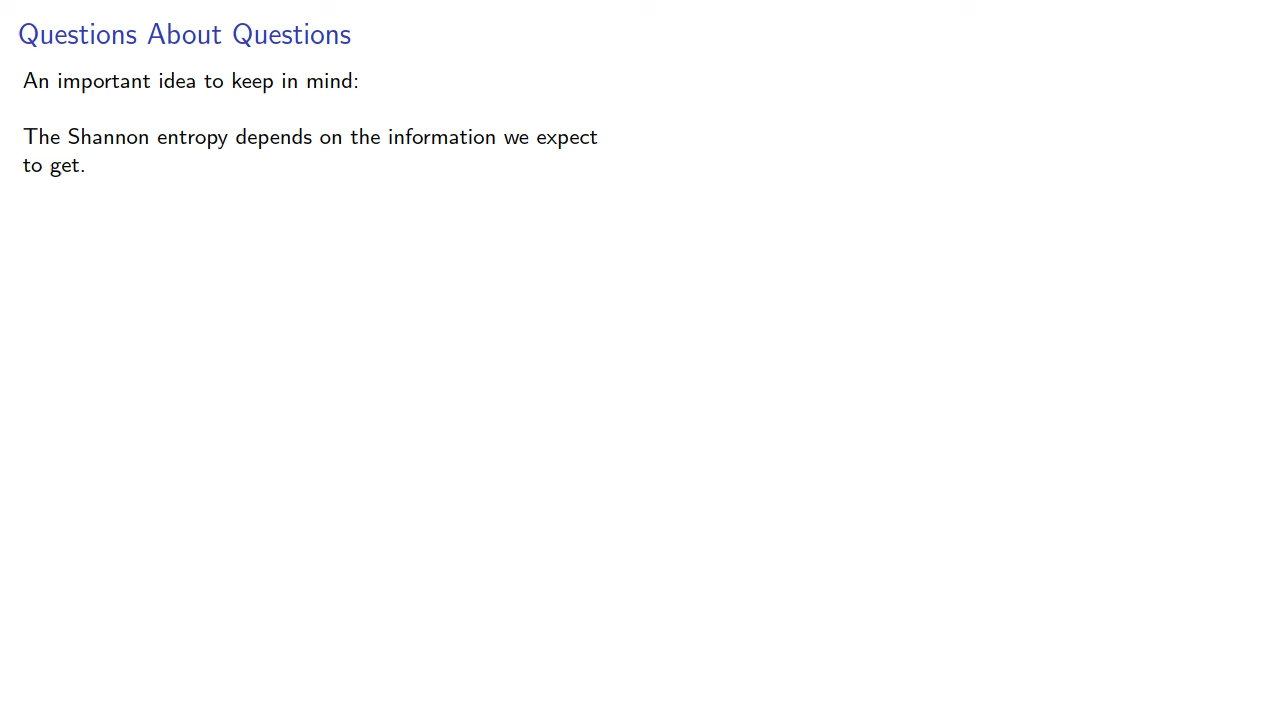 Questions About Questions
An important idea to keep in mind:
The Shannon entropy depends on the information we expect
to get.